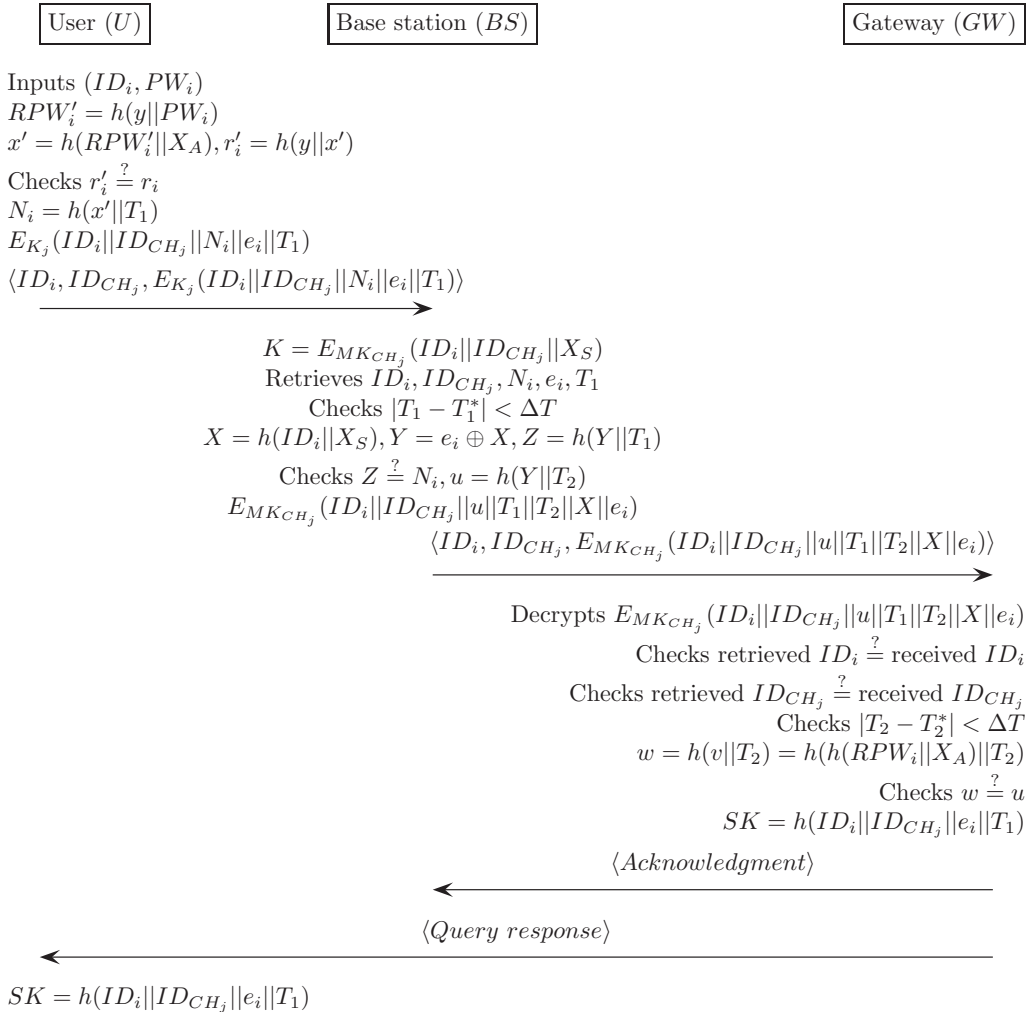 User (U)
Base station (BS)
Gateway (GW)
Inputs (ID_i, PW_i)
RPW_i' = h(y||PW_i)
x' = h(RPW_i'||X_A), r_i' = h(y||x')
Checks r_i' ≟ r_i
N_i = h(x'||T_1)
E_{K_j}(ID_i||ID_{CH_j}||N_i||e_i||T_1)
⟨ID_i, ID_{CH_j}, E_{K_j}(ID_i||ID_{CH_j}||N_i||e_i||T_1)⟩
K = E_{MK_{CH_j}}(ID_i||ID_{CH_j}||X_S)
Retrieves ID_i, ID_{CH_j}, N_i, e_i, T_1
Checks |T_1 − T_1^*| < ΔT
X = h(ID_i||X_S), Y = e_i ⊕ X, Z = h(Y||T_1)
Checks Z ≟ N_i, u = h(Y||T_2)
E_{MK_{CH_j}}(ID_i||ID_{CH_j}||u||T_1||T_2||X||e_i)
⟨ID_i, ID_{CH_j}, E_{MK_{CH_j}}(ID_i||ID_{CH_j}||u||T_1||T_2||X||e_i)⟩
Decrypts E_{MK_{CH_j}}(ID_i||ID_{CH_j}||u||T_1||T_2||X||e_i)
Checks retrieved ID_i ≟ received ID_i
Checks retrieved ID_{CH_j} ≟ received ID_{CH_j}
Checks |T_2 − T_2^*| < ΔT
w = h(v||T_2) = h(h(RPW_i||X_A)||T_2)
Checks w ≟ u
SK = h(ID_i||ID_{CH_j}||e_i||T_1)
⟨Acknowledgment⟩
⟨Query response⟩
SK = h(ID_i||ID_{CH_j}||e_i||T_1)